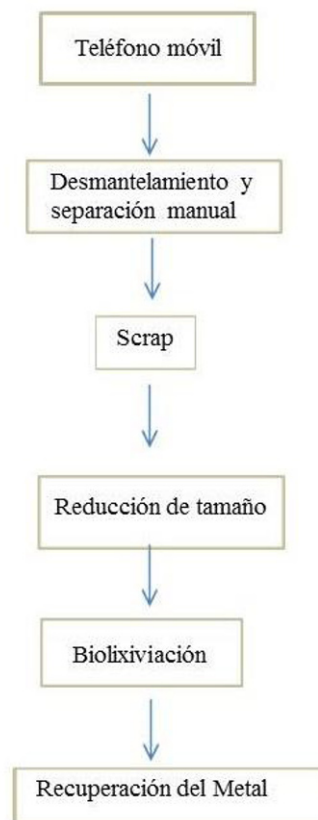 Teléfono móvil
Desmantelamiento y
separación manual
Scrap
Reducción de tamaño
Biolixiviación
Recuperación del Metal